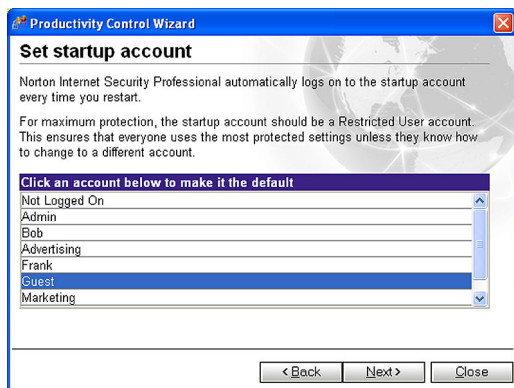 Productivity Control Wizard
Set startup account
Norton Internet Security Professional automatically logs on to the startup account
every time you restart.
For maximum protection, the startup account should be a Restricted User account.
This ensures that everyone uses the most protected settings unless they know how
to change to a different account.
Click an account below to make it the default
Not Logged On
Admin
Bob
Advertising
Frank
Guest
Marketing
< Back Next > Close